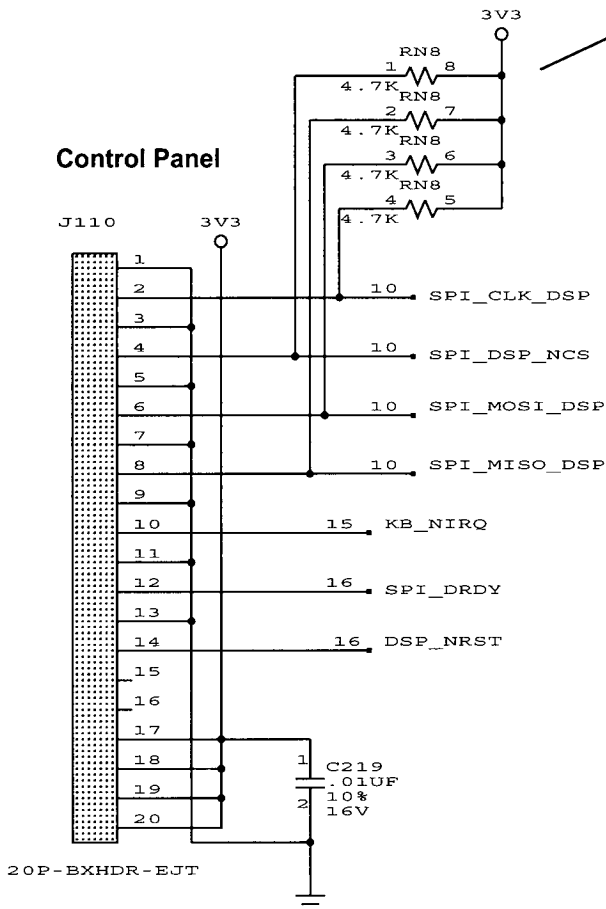 3V3
RN8
1 8
4.7K RN8
2 7
4.7K RN8
3 6
4.7K RN8
4 5
4.7K
Control Panel
J110
3V3
1
2 10 SPI_CLK_DSP
3
4 10 SPI_DSP_NCS
5
6 10 SPI_MOSI_DSP
7
8 10 SPI_MISO_DSP
9
10 15 KB_NIRQ
11
12 16 SPI_DRDY
13
14 16 DSP_NRST
15
16
17
18
19
20
1 C219
.01UF
2 10%
16V
20P-BXHDR-EJT